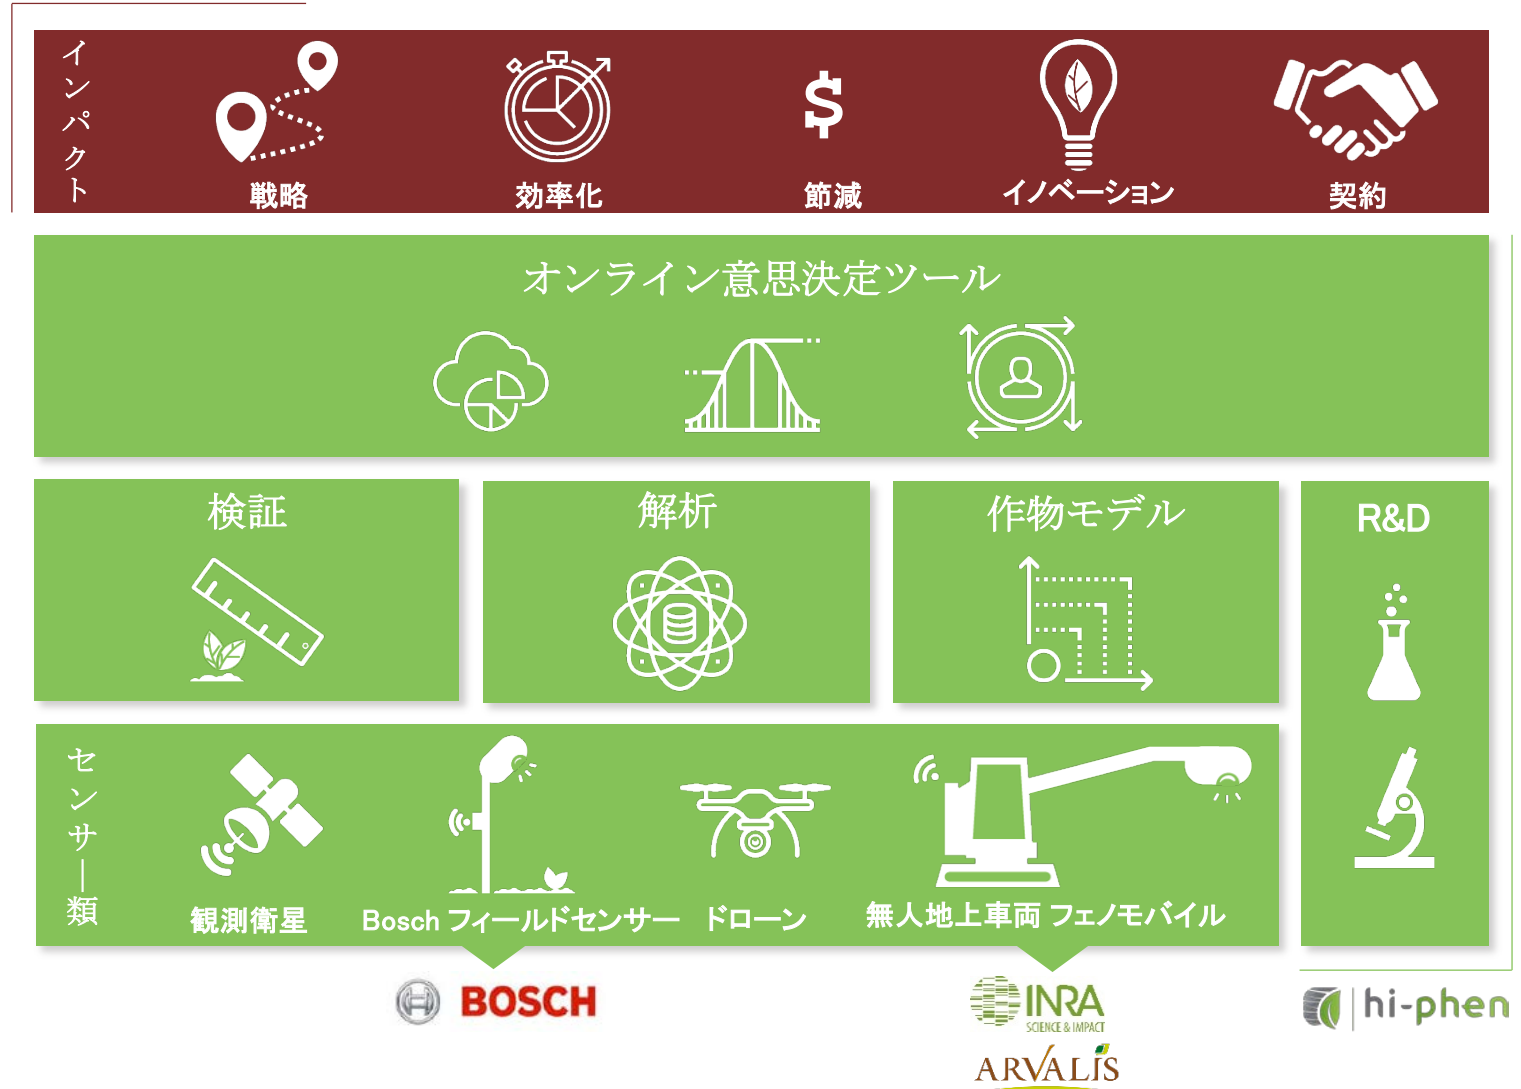 インパクト
戦略
効率化
節減
イノベーション
契約
オンライン意思決定ツール
検証
解析
作物モデル
R&D
センサー類
観測衛星
Bosch フィールドセンサー
ドローン
無人地上車両 フェノモバイル
BOSCH
INRA
SCIENCE & IMPACT
ARVALIS
hi-phen